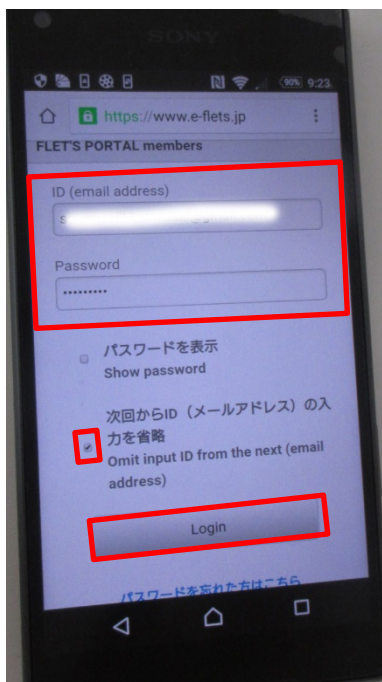 SONY
90% 9:23
https://www.e-flets.jp
FLET'S PORTAL members
ID (email address)
s
Password
•••••••••
パスワードを表示
Show password
次回からID（メールアドレス）の入
力を省略
Omit input ID from the next (email
address)
Login
パスワードを忘れた方はこちら